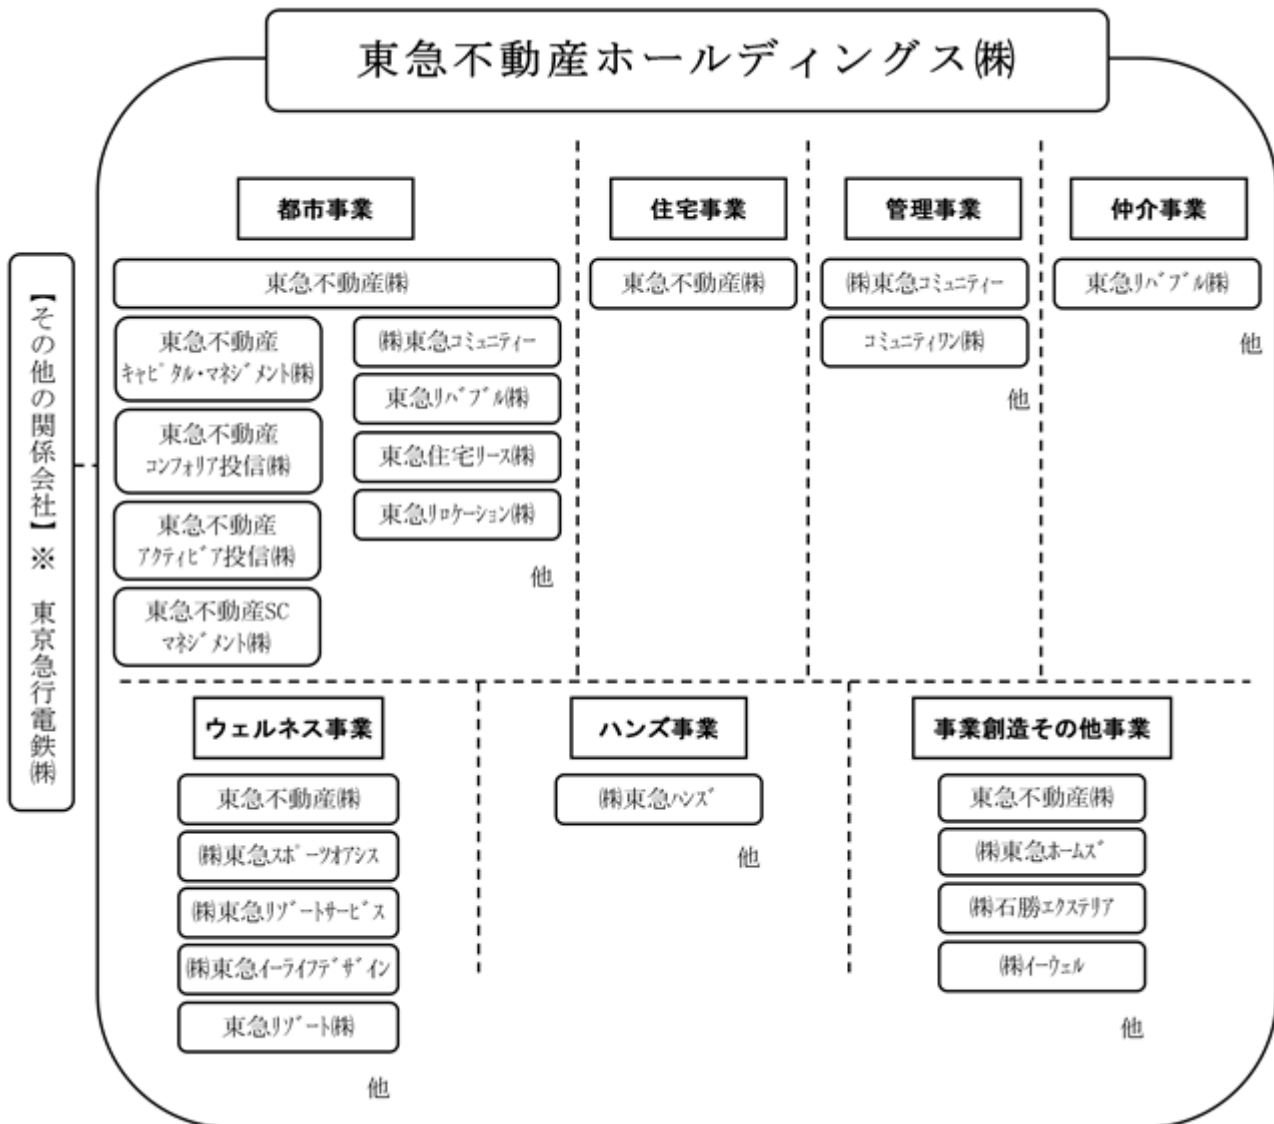 東急不動産ホールディングス㈱
【その他の関係会社】※　東京急行電鉄㈱
都市事業
東急不動産㈱
東急不動産
ｷｬﾋﾟﾀﾙ・ﾏﾈｼﾞﾒﾝﾄ㈱
東急不動産
ｺﾝﾌｫﾘｱ投信㈱
東急不動産
ｱｸﾃｨﾋﾞｱ投信㈱
東急不動産SC
ﾏﾈｼﾞﾒﾝﾄ㈱
㈱東急ｺﾐｭﾆﾃｨｰ
東急ﾘﾊﾞﾌﾞﾙ㈱
東急住宅ﾘｰｽ㈱
東急ﾘﾛｹｰｼｮﾝ㈱
他
住宅事業
東急不動産㈱
管理事業
㈱東急ｺﾐｭﾆﾃｨｰ
ｺﾐｭﾆﾃｨﾜﾝ㈱
他
仲介事業
東急ﾘﾊﾞﾌﾞﾙ㈱
他
ウェルネス事業
東急不動産㈱
㈱東急ｽﾎﾟｰﾂｵｱｼｽ
㈱東急ﾘｿﾞｰﾄｻｰﾋﾞｽ
㈱東急ｲｰﾗｲﾌﾃﾞｻﾞｲﾝ
東急ﾘｿﾞｰﾄ㈱
他
ハンズ事業
㈱東急ﾊﾝｽﾞ
他
事業創造その他事業
東急不動産㈱
㈱東急ﾎｰﾑｽﾞ
㈱石勝ｴｸｽﾃﾘｱ
㈱ｲｰｳｪﾙ
他